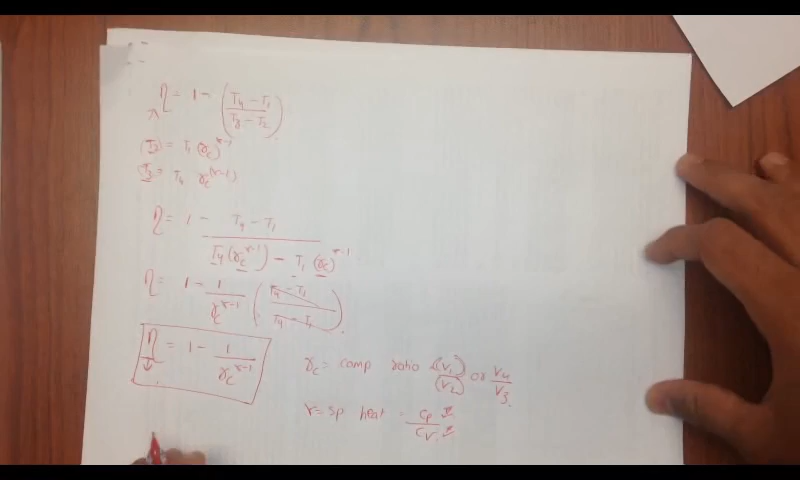 η = 1 - (T4 - T1 / T3 - T2)
T2 = T1 (rc)^γ-1
T3 = T4 rc^(γ-1)
η = 1 - T4 - T1 / T4 (rc^γ-1) - T1 (rc)^γ-1
η = 1 - 1/rc^γ-1 (T4 - T1 / T4 - T1)
η = 1 - 1/rc^γ-1
rc = comp ratio (V1/V2) or V4/V3
γ = sp heat = Cp/Cv